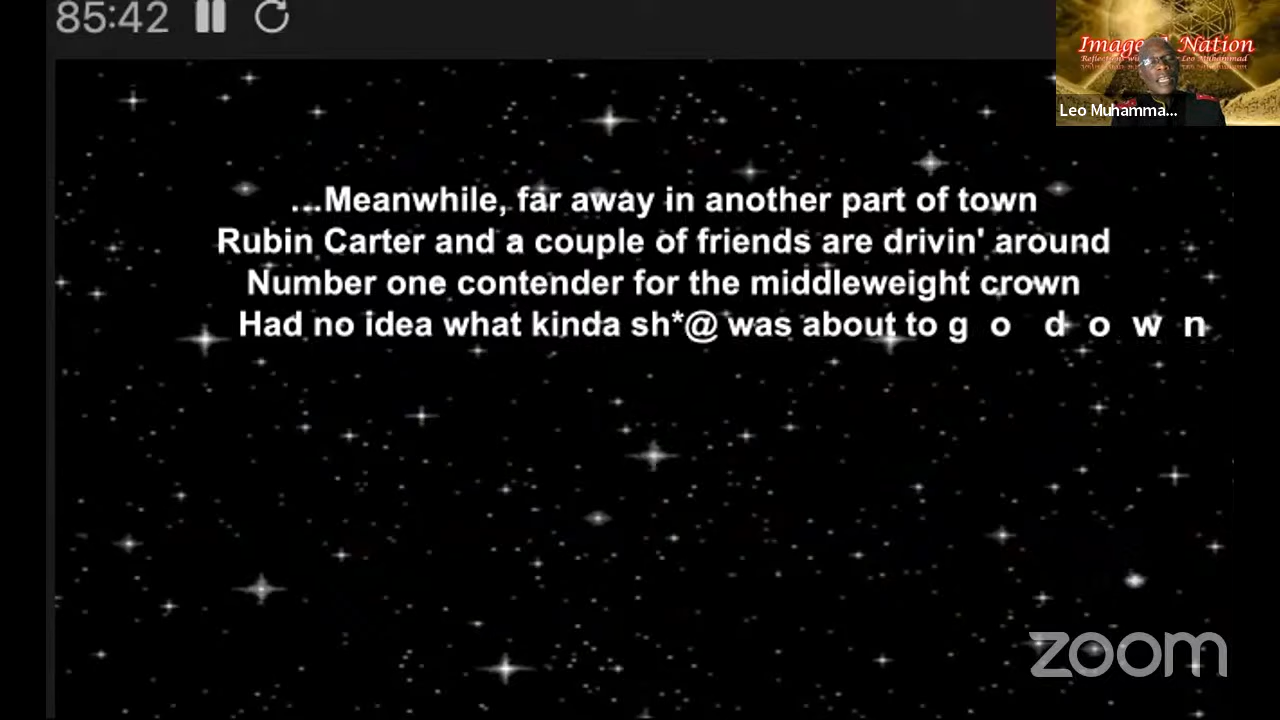 85:42
Image Nation
Leo Muhamma...
...Meanwhile, far away in another part of town
Rubin Carter and a couple of friends are drivin' around
Number one contender for the middleweight crown
Had no idea what kinda sh*@ was about to g o d o w n
zoom